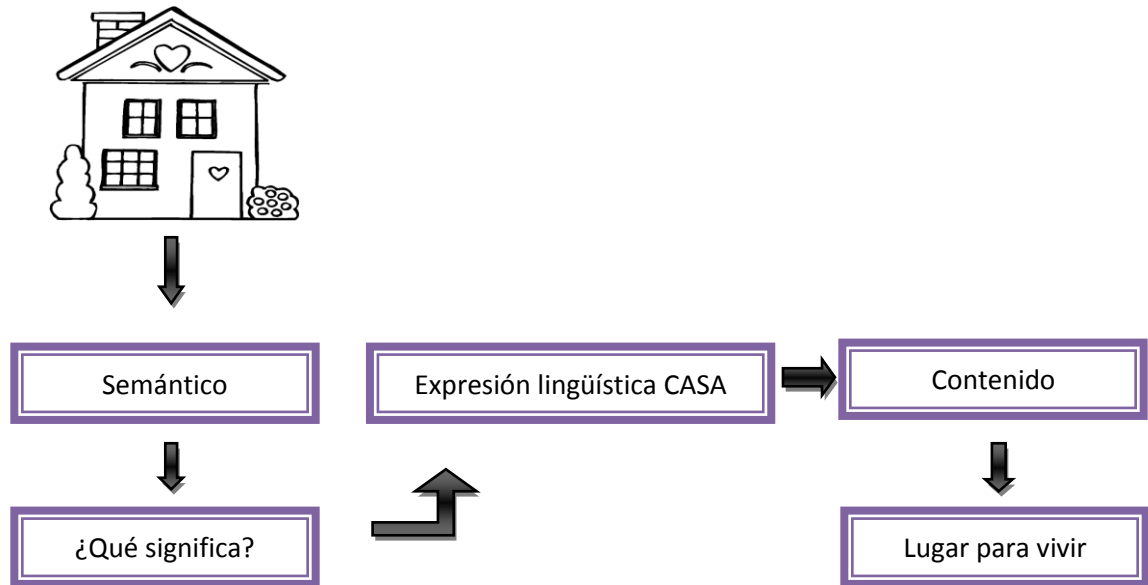 Semántico
Expresión lingüística CASA
Contenido
¿Qué significa?
Lugar para vivir